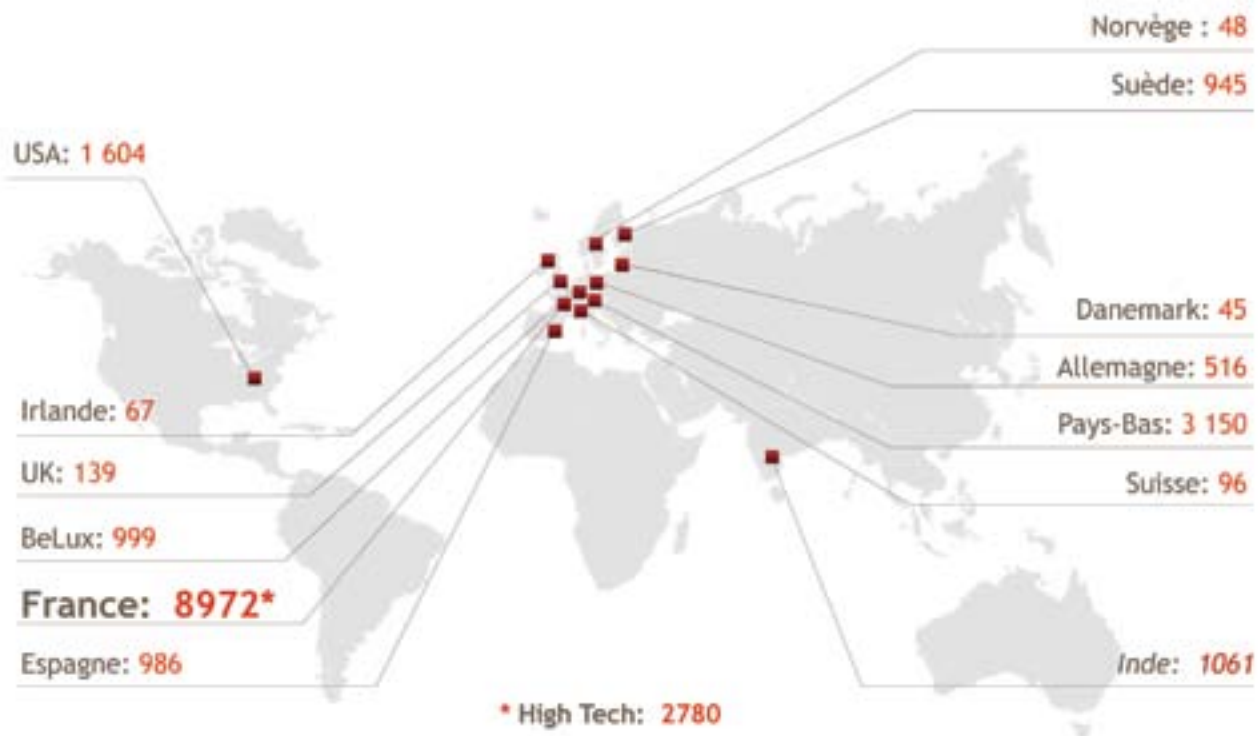 Norvège : 48
Suède: 945
USA: 1 604
Danemark: 45
Allemagne: 516
Irlande: 67
Pays-Bas: 3 150
UK: 139
Suisse: 96
BeLux: 999
France: 8972*
Espagne: 986
Inde: 1061
* High Tech: 2780